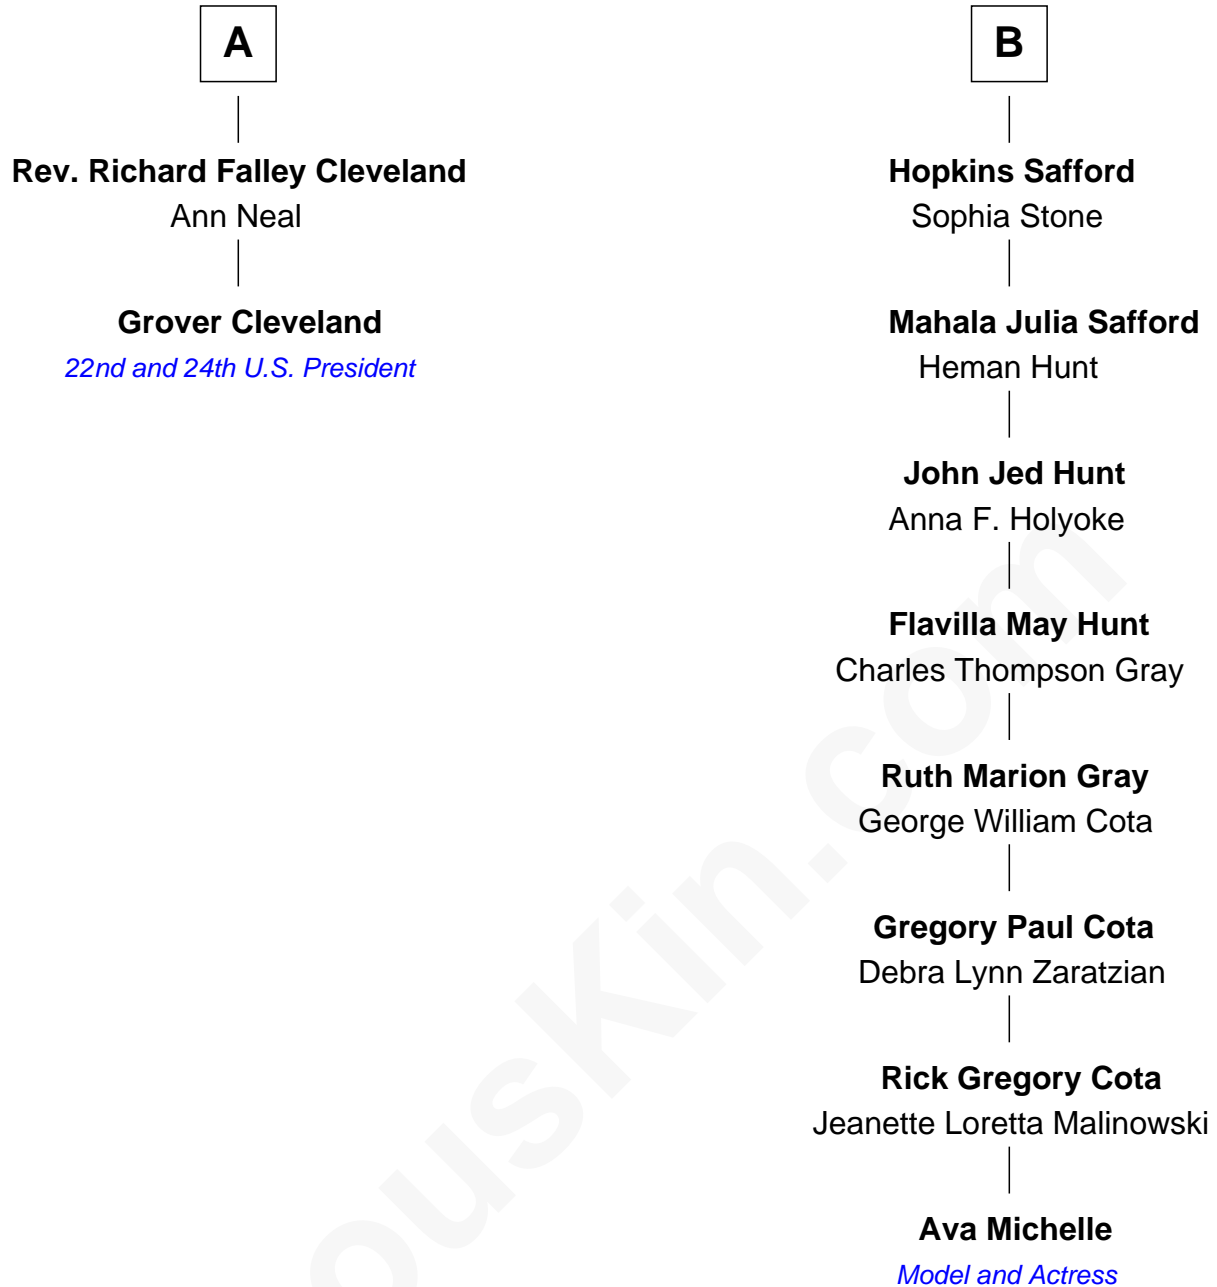 A
Rev. Richard Falley Cleveland
Ann Neal
Grover Cleveland
22nd and 24th U.S. President
B
Hopkins Safford
Sophia Stone
Mahala Julia Safford
Heman Hunt
John Jed Hunt
Anna F. Holyoke
Flavilla May Hunt
Charles Thompson Gray
Ruth Marion Gray
George William Cota
Gregory Paul Cota
Debra Lynn Zaratzian
Rick Gregory Cota
Jeanette Loretta Malinowski
Ava Michelle
Model and Actress
ousKin.com